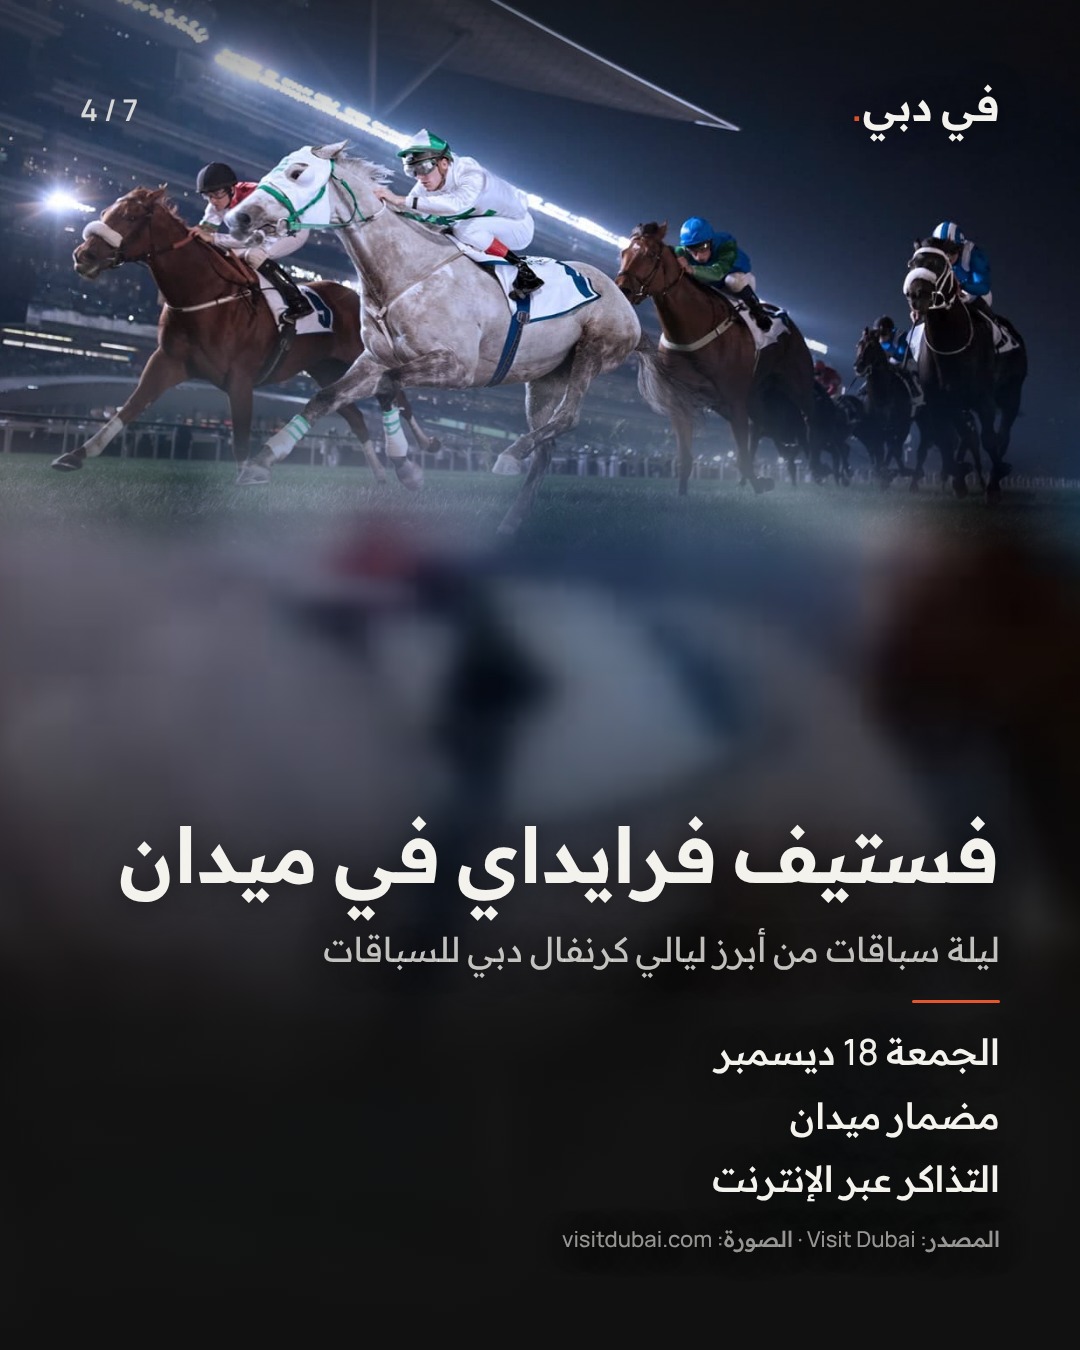 في دبي.
4 / 7
فستيف فرايداي في ميدان
ليلة سباقات من أبرز ليالي كرنفال دبي للسباقات
الجمعة 18 ديسمبر
مضمار ميدان
التذاكر عبر الإنترنت
المصدر: Visit Dubai · الصورة: visitdubai.com